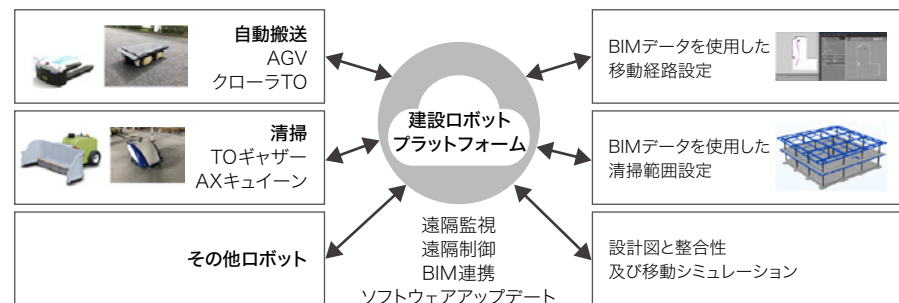 自動搬送
AGV
クローラTO
清掃
TOギャザー
AXキュイーン
その他ロボット
建設ロボット
プラットフォーム
遠隔監視
遠隔制御
BIM連携
ソフトウェアアップデート
BIMデータを使用した
移動経路設定
BIMデータを使用した
清掃範囲設定
設計図と整合性
及び移動シミュレーション